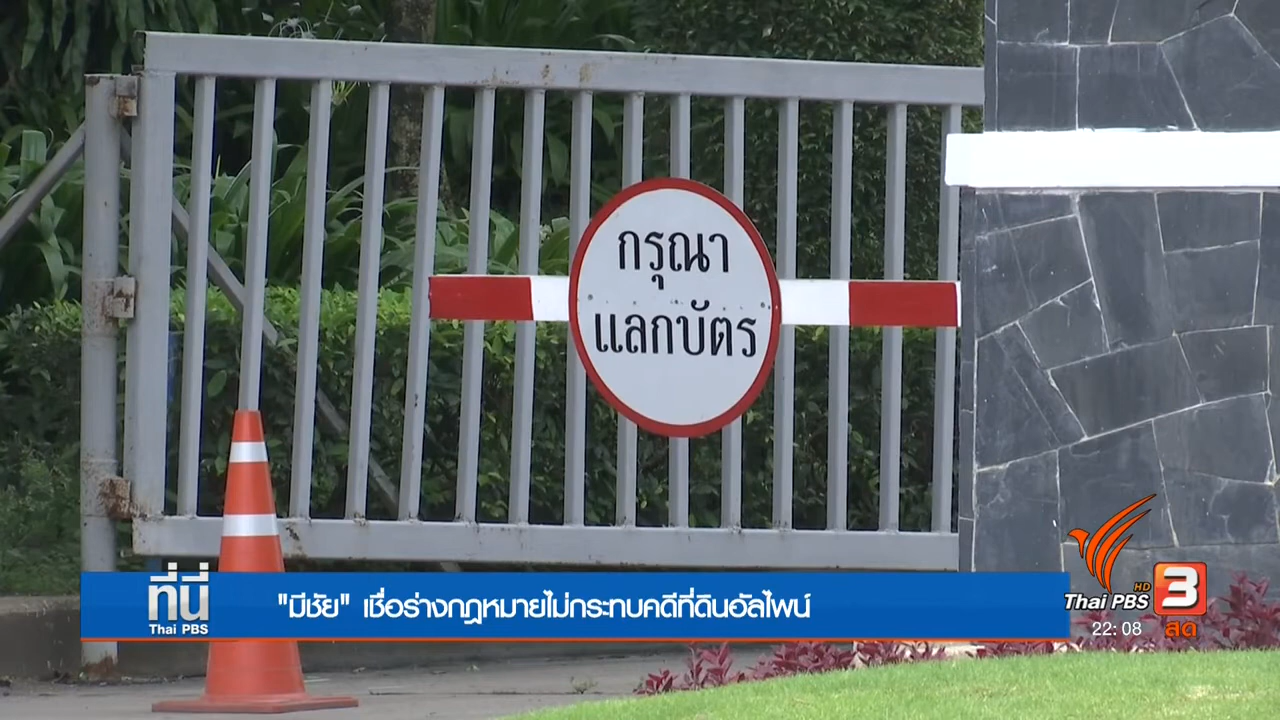 กรุณา
แลกบัตร
ที่นี่
Thai PBS
"มีชัย" เชื่อร่างกฎหมายไม่กระทบคดีที่ดินอัลไพน์
HD
Thai PBS
3
22:08
สด